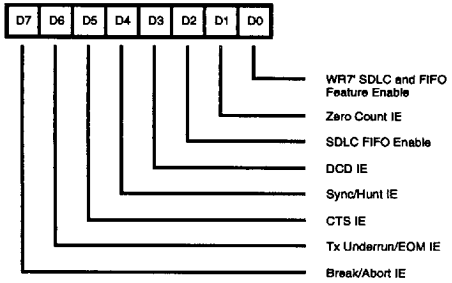 D7 D6 D5 D4 D3 D2 D1 D0
WR7' SDLC and FIFO
Feature Enable
Zero Count IE
SDLC FIFO Enable
DCD IE
Sync/Hunt IE
CTS IE
Tx Underrun/EOM IE
Break/Abort IE